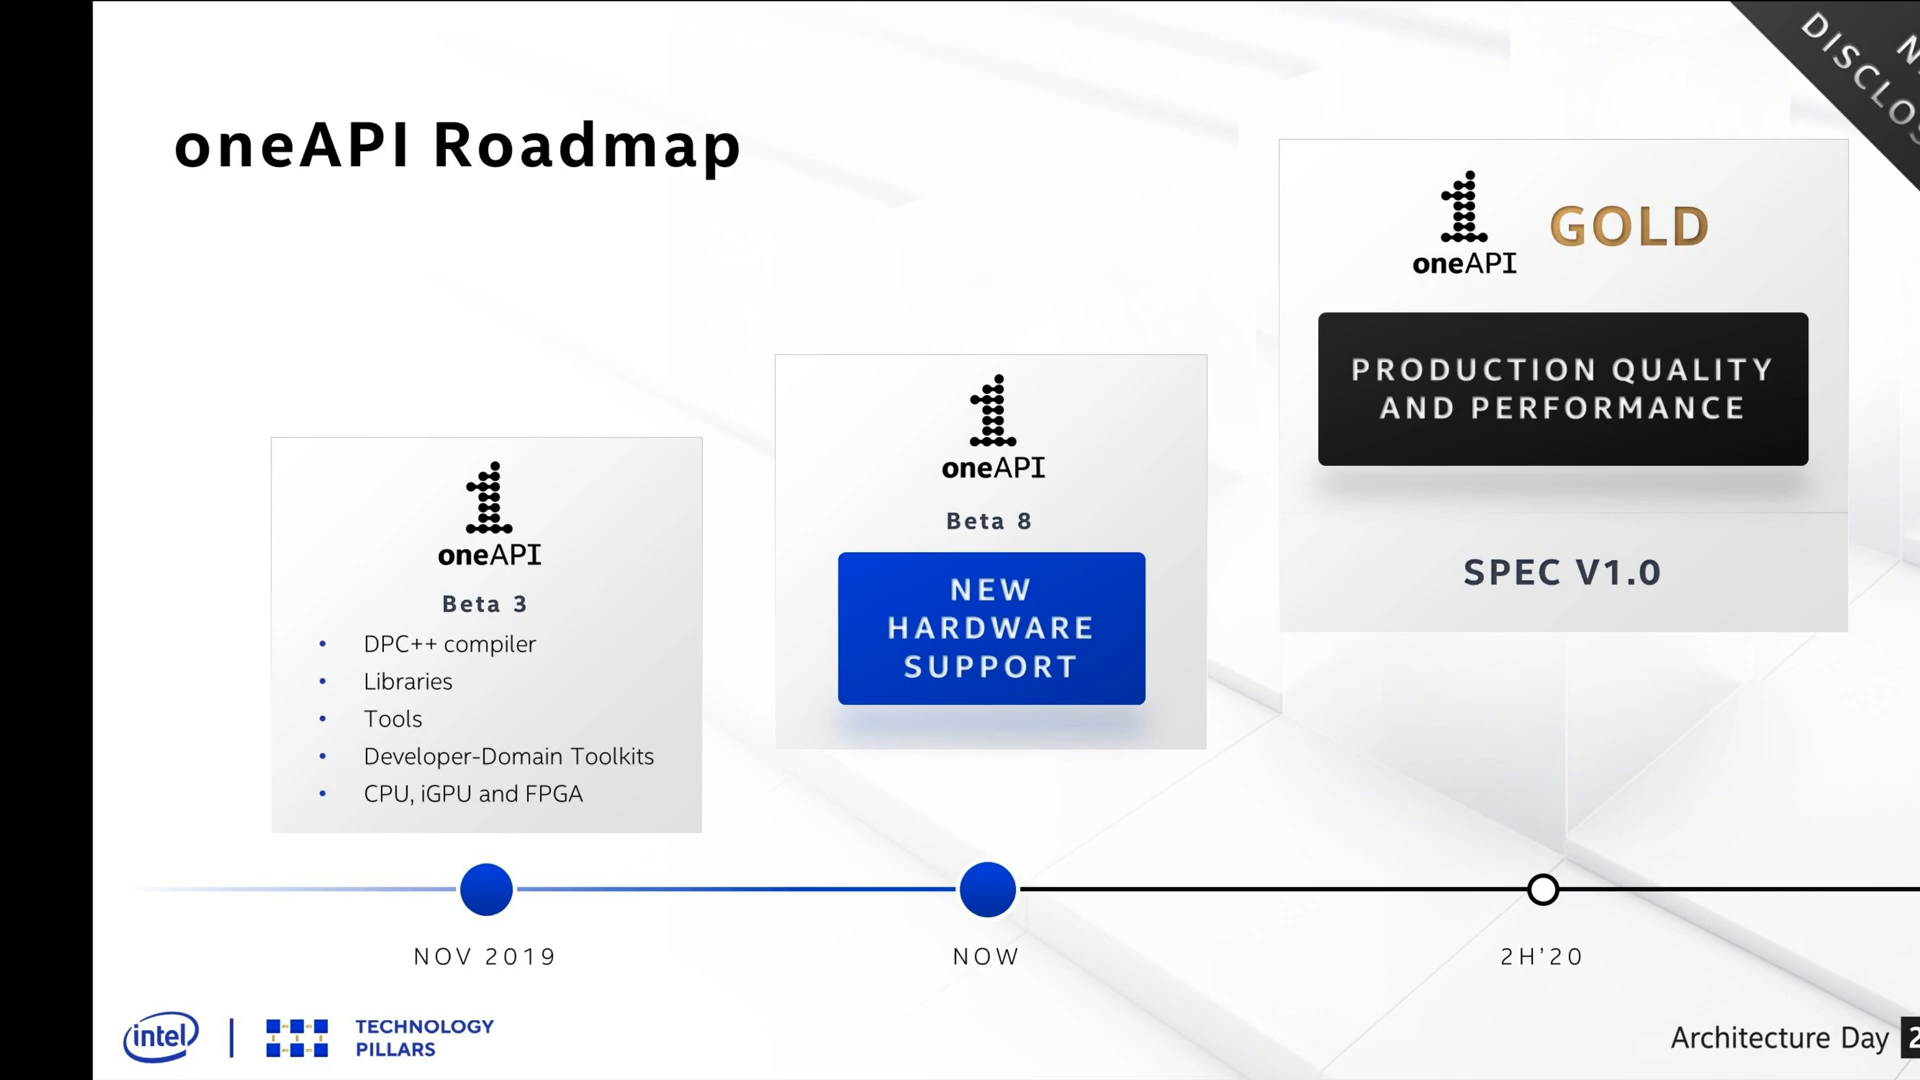 DISCLO
oneAPI Roadmap
oneAPI
GOLD
PRODUCTION QUALITY
AND PERFORMANCE
SPEC V1.0
oneAPI
Beta 8
NEW
HARDWARE
SUPPORT
oneAPI
Beta 3
• DPC++ compiler
• Libraries
• Tools
• Developer-Domain Toolkits
• CPU, iGPU and FPGA
NOV 2019
NOW
2H'20
intel
TECHNOLOGY
PILLARS
Architecture Day 2